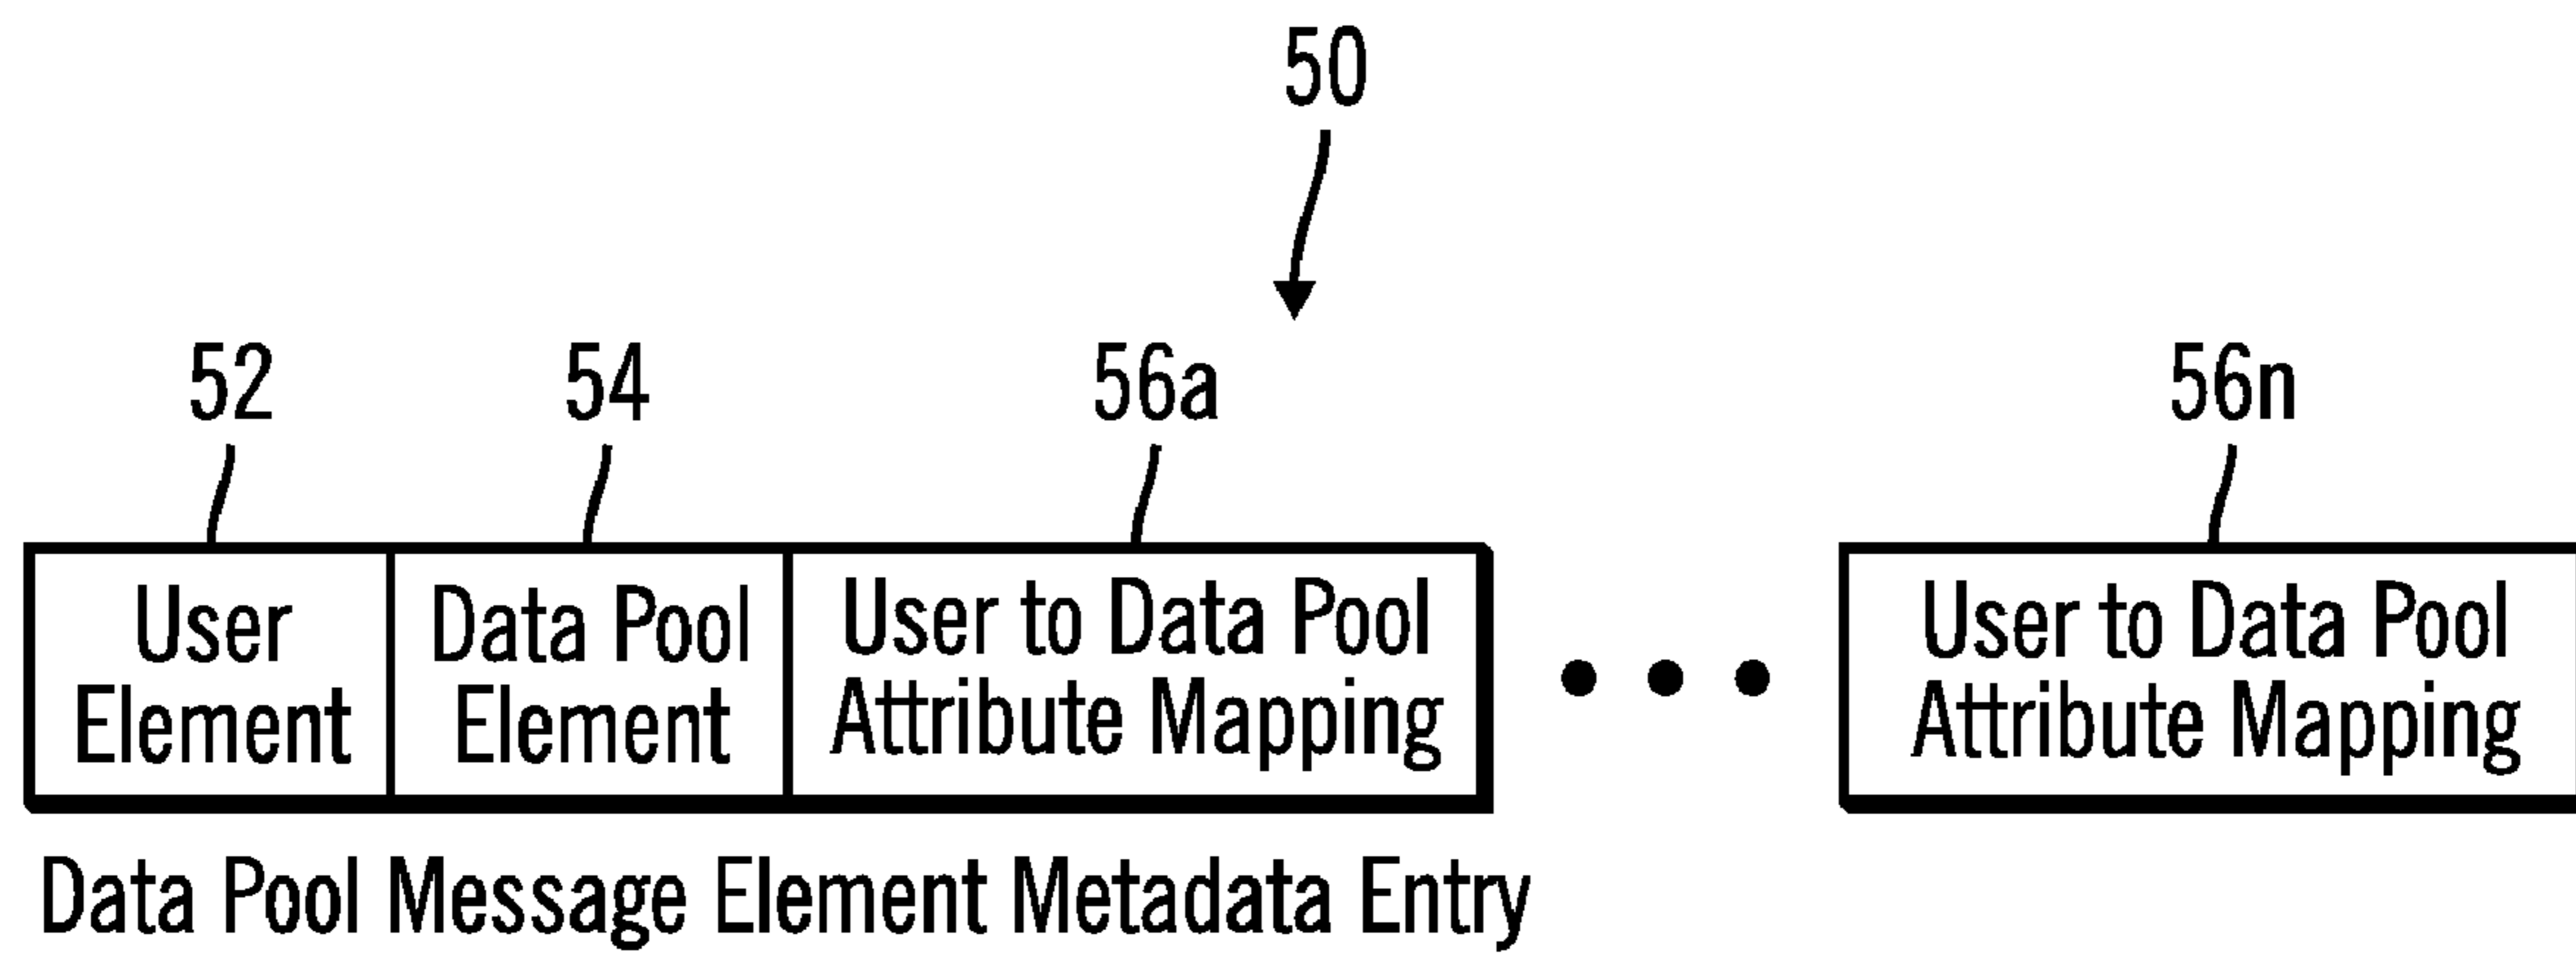 50
52
54
56a
56n
User
Element
Data Pool
Element
User to Data Pool
Attribute Mapping
User to Data Pool
Attribute Mapping
Data Pool Message Element Metadata Entry